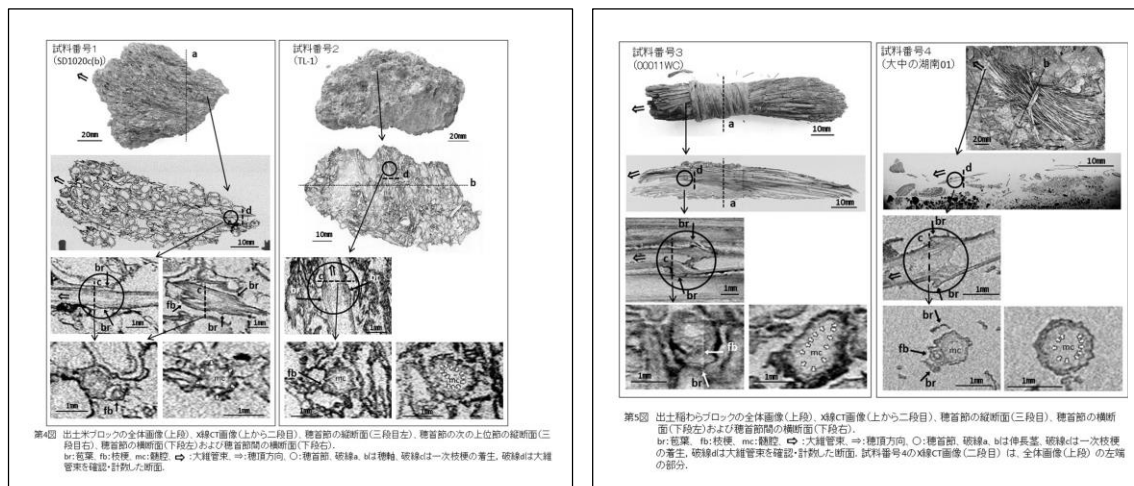 試料番号1
(SD1020c(b))
a
20mm
d
10mm
br
c
br
1mm
br
c
fb
br
1mm
fb
1mm
mc
1mm
試料番号2
(TL-1)
20mm
d
b
10mm
c
1mm
fb
mc
1mm
mc
1mm
第4図 出土米ブロックの全体画像(上段)、X線CT画像(上から二段目)、穂首節の縦断面(三段目左)、穂首節の次の上位節の縦断面(三
段目右)、穂首節の横断面(下段左)および穂首節間の横断面(下段右).
br:苞葉, fb:枝梗, mc:髄腔, ⇨:大維管束, ⇒:穂頂方向, ○:穂首節, 破線a, bは穂軸, 破線cは一次枝梗
の着生, 破線dは大維管束を確認・計数した断面.
試料番号3
(00011WC)
a
10mm
d
a
10mm
br
c
br
1mm
fb
br
1mm
mc
1mm
試料番号4
(大中の湖南01)
b
20mm
10mm
d
br
c
br
1mm
br
fb
mc
br
1mm
mc
1mm
第5図 出土稲わらブロックの全体画像(上段)、X線CT画像(上から二段目)、穂首節の縦断面(三段目)、穂首節の横断
面(下段左)および穂首節間の横断面(下段右).
br:苞葉, fb:枝梗, mc:髄腔, ⇨:大維管束, ⇒:穂頂方向, ○:穂首節, 破線a, bは伸長茎, 破線cは一次枝梗
の着生, 破線dは大維管束を確認・計数した断面. 試料番号4のX線CT画像(二段目)は、全体画像(上段)の左端
の部分.